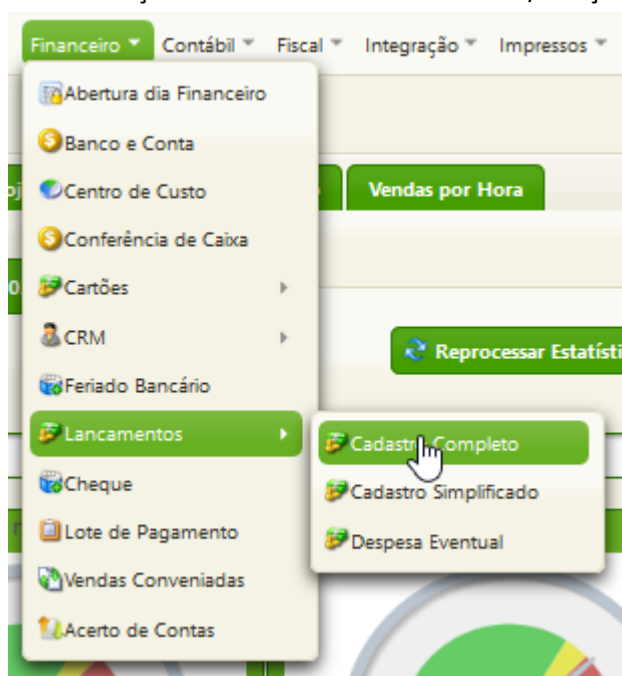 Financeiro Contábil Fiscal Integração Impressos
Abertura dia Financeiro
Banco e Conta
Centro de Custo
Vendas por Hora
Conferência de Caixa
Cartões
CRM
Reprocessar Estatísti
Feriado Bancário
Lancamentos
Cadastro Completo
Cheque
Cadastro Simplificado
Lote de Pagamento
Despesa Eventual
Vendas Conveniadas
Acerto de Contas